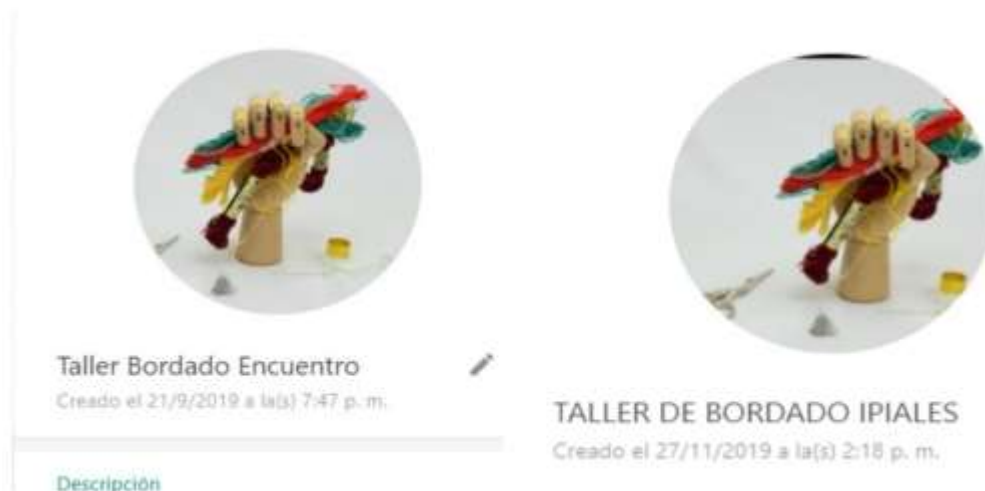 Taller Bordado Encuentro
Creado el 21/9/2019 a la(s) 7:47 p. m.
Descripción
TALLER DE BORDADO IPIALES
Creado el 27/11/2019 a la(s) 2:18 p. m.